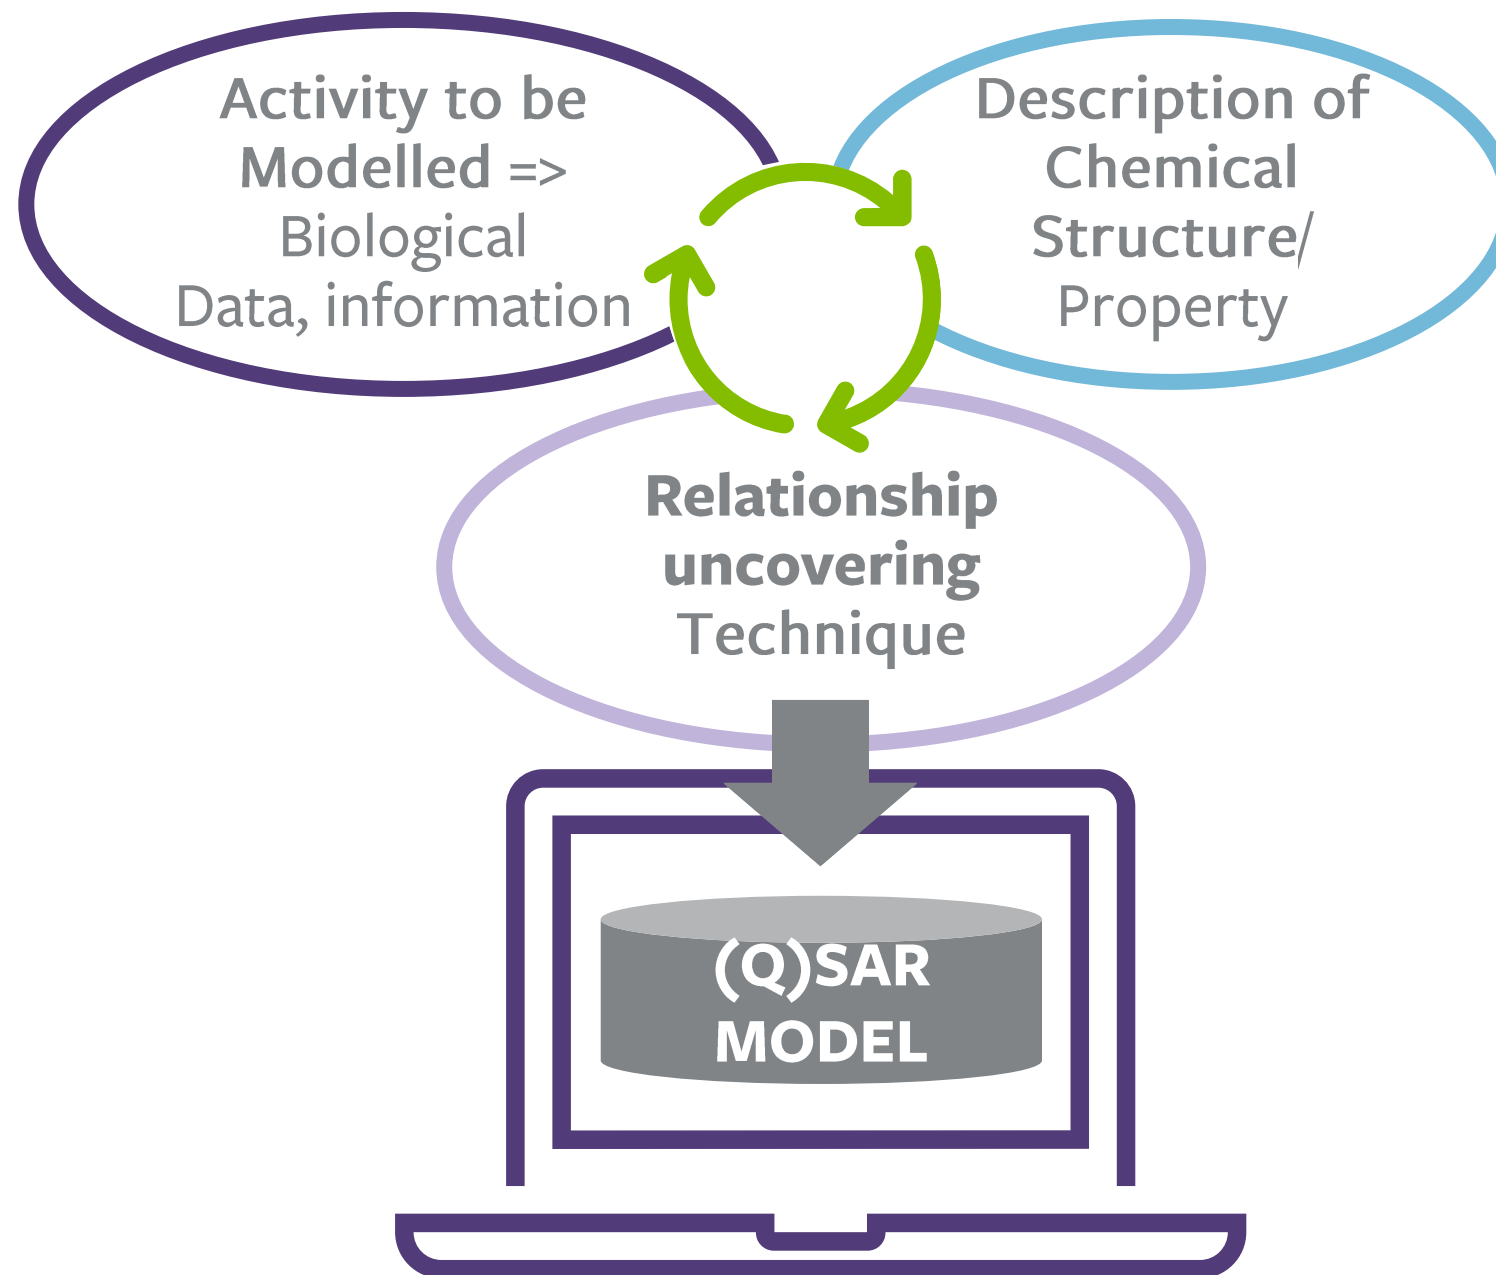 Activity to be
Modelled =>
Biological
Data, information
Description of
Chemical
Structure/
Property
Relationship
uncovering
Technique
(Q)SAR
MODEL